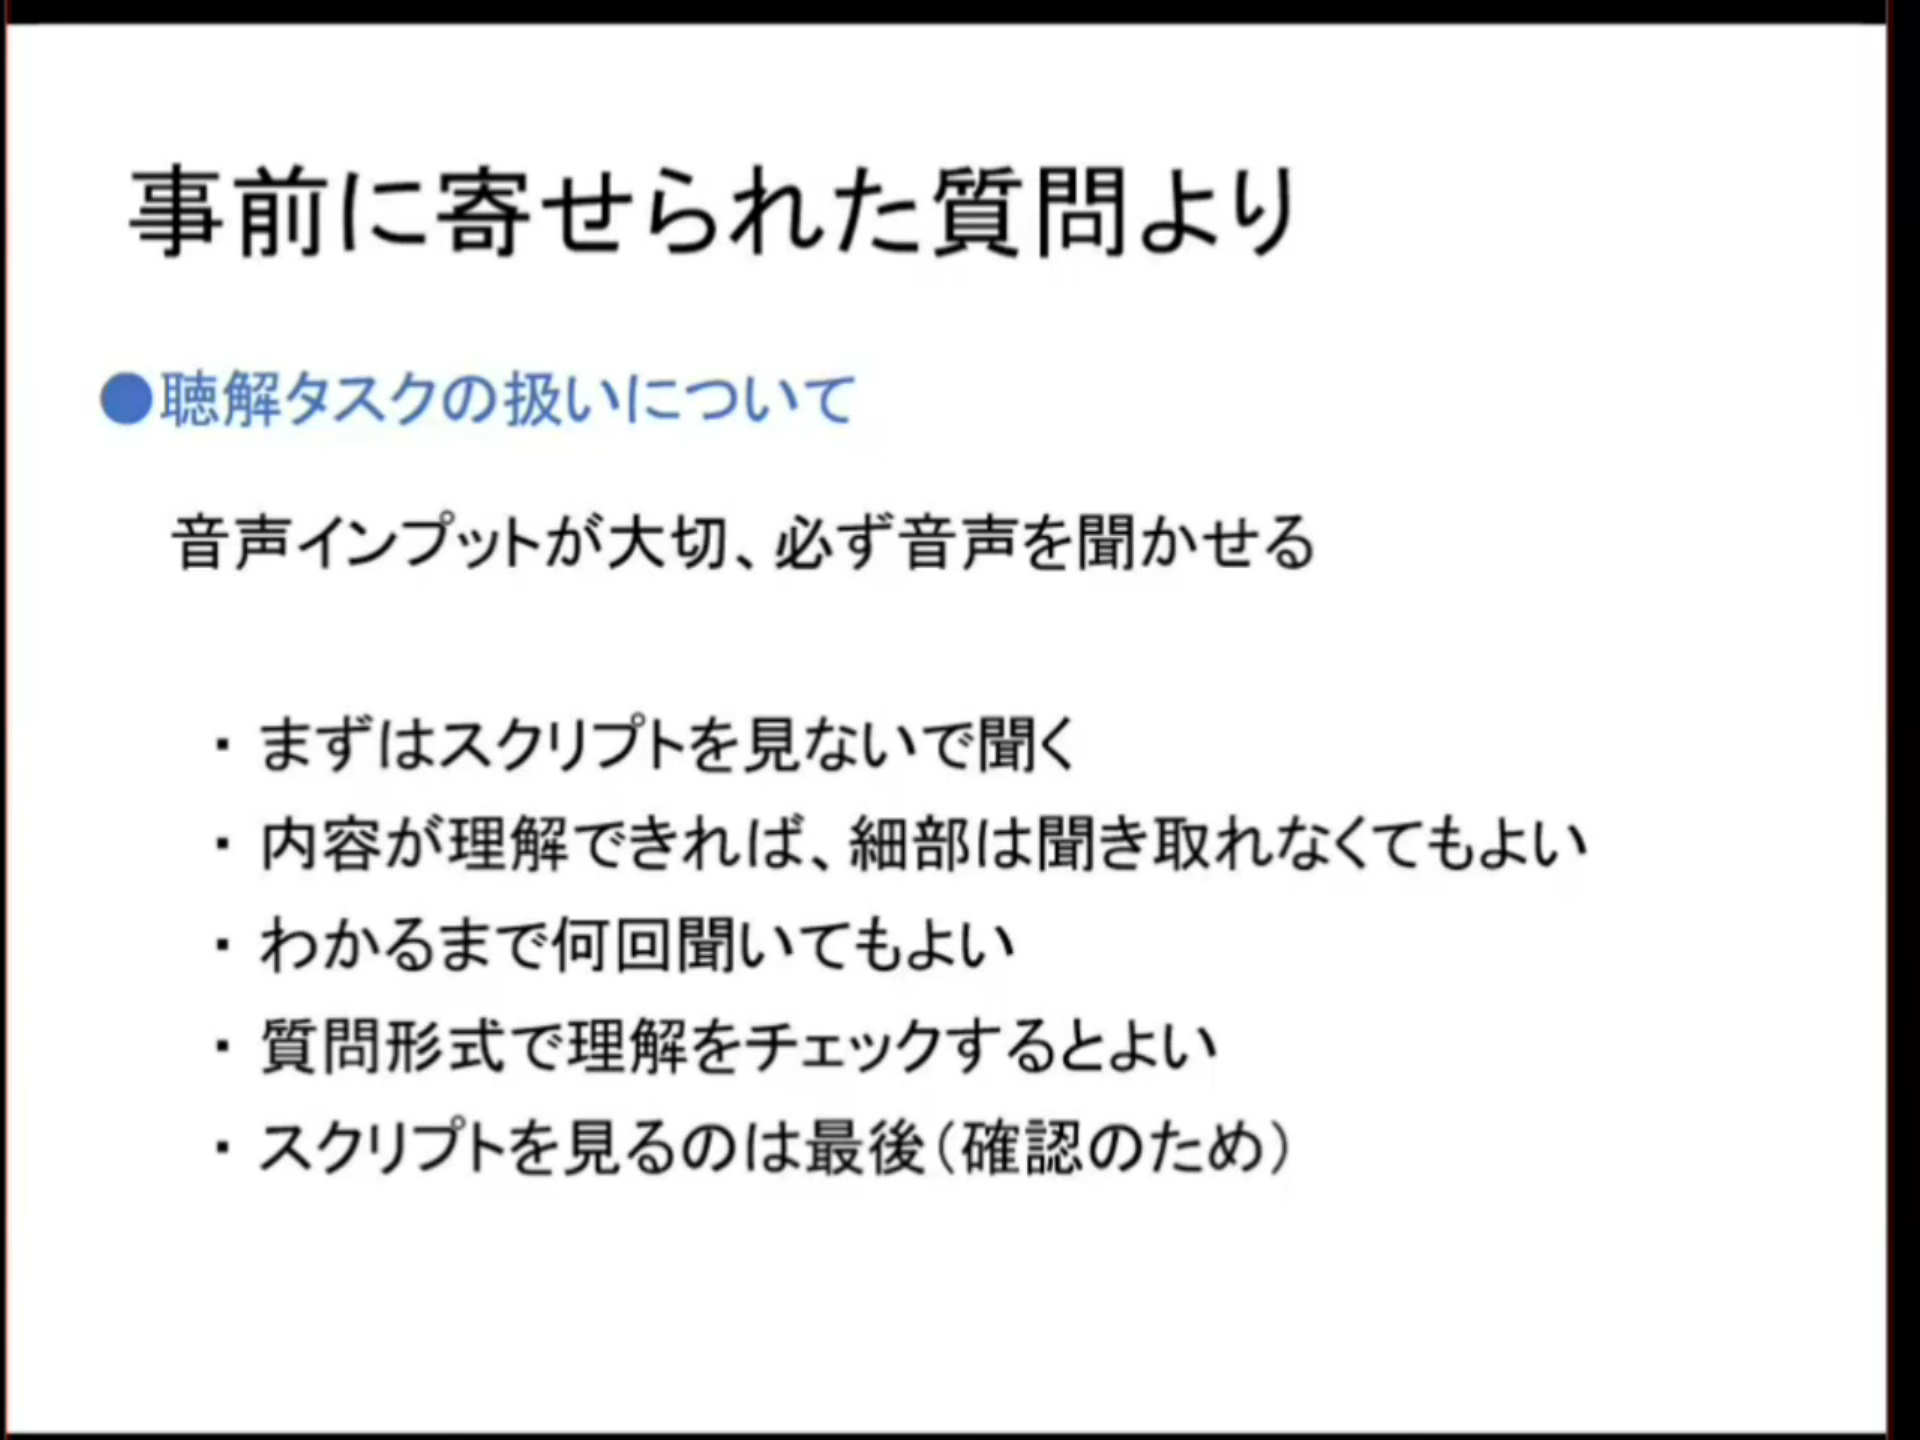 事前に寄せられた質問より
●聴解タスクの扱いについて
音声インプットが大切、必ず音声を聞かせる
・まずはスクリプトを見ないで聞く
・内容が理解できれば、細部は聞き取れなくてもよい
・わかるまで何回聞いてもよい
・質問形式で理解をチェックするとよい
・スクリプトを見るのは最後（確認のため）